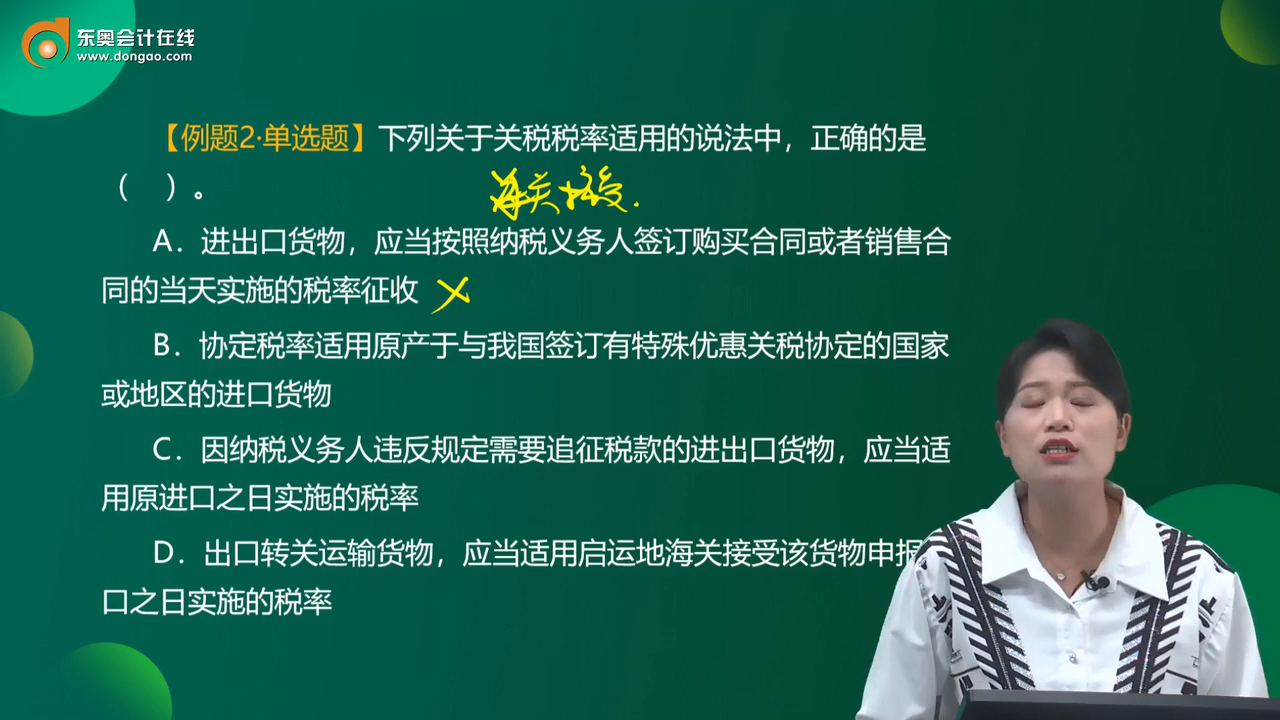 东奥会计在线
www.dongao.com
【例题2·单选题】下列关于关税税率适用的说法中，正确的是
（ ）。
海关接受.
A．进出口货物，应当按照纳税义务人签订购买合同或者销售合
同的当天实施的税率征收
B．协定税率适用原产于与我国签订有特殊优惠关税协定的国家
或地区的进口货物
C．因纳税义务人违反规定需要追征税款的进出口货物，应当适
用原进口之日实施的税率
D．出口转关运输货物，应当适用启运地海关接受该货物申报
口之日实施的税率